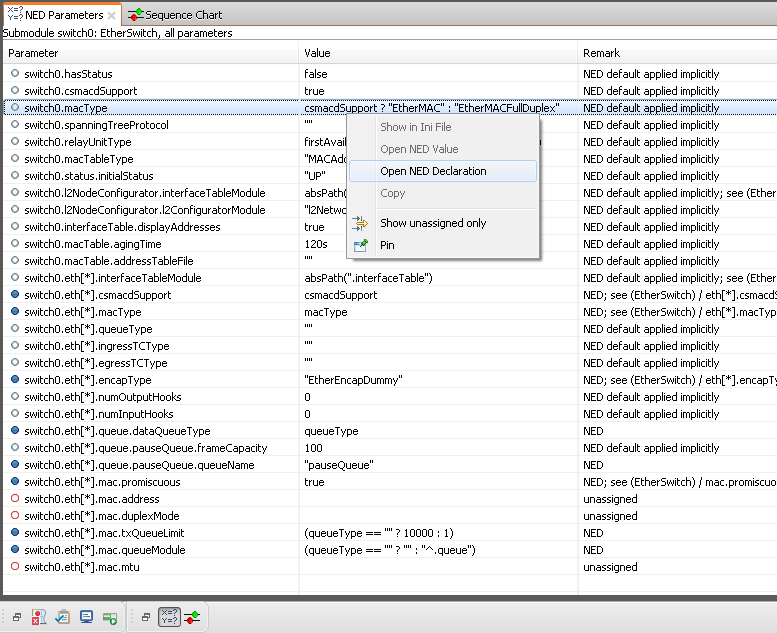 NED Parameters Sequence Chart
Submodule switch0: EtherSwitch, all parameters
Parameter Value Remark
switch0.hasStatus false NED default applied implicitly
switch0.csmacdSupport true NED default applied implicitly
switch0.macType csmacdSupport ? "EtherMAC" : "EtherMACFullDuplex" NED default applied implicitly
switch0.spanningTreeProtocol "" NED default applied implicitly
switch0.relayUnitType firstAvail NED default applied implicitly
switch0.macTableType "MACAdd NED default applied implicitly
switch0.status.initialStatus "UP" NED default applied implicitly
switch0.l2NodeConfigurator.interfaceTableModule absPath( NED default applied implicitly; see (Ether
switch0.l2NodeConfigurator.l2ConfiguratorModule "l2Netwo NED default applied implicitly
switch0.interfaceTable.displayAddresses true NED default applied implicitly
switch0.macTable.agingTime 120s NED default applied implicitly
switch0.macTable.addressTableFile "" NED default applied implicitly
Show in Ini File
Open NED Value
Open NED Declaration
Copy
Show unassigned only
Pin
switch0.eth[*].interfaceTableModule absPath(".interfaceTable") NED default applied implicitly; see (Ether
switch0.eth[*].csmacdSupport csmacdSupport NED; see (EtherSwitch) / eth[*].csmacdS
switch0.eth[*].macType macType NED; see (EtherSwitch) / eth[*].macType
switch0.eth[*].queueType "" NED default applied implicitly
switch0.eth[*].ingressTCType "" NED default applied implicitly
switch0.eth[*].egressTCType "" NED default applied implicitly
switch0.eth[*].encapType "EtherEncapDummy" NED; see (EtherSwitch) / eth[*].encapTy
switch0.eth[*].numOutputHooks 0 NED default applied implicitly
switch0.eth[*].numInputHooks 0 NED default applied implicitly
switch0.eth[*].queue.dataQueueType queueType NED
switch0.eth[*].queue.pauseQueue.frameCapacity 100 NED default applied implicitly
switch0.eth[*].queue.pauseQueue.queueName "pauseQueue" NED
switch0.eth[*].mac.promiscuous true NED; see (EtherSwitch) / mac.promiscuo
switch0.eth[*].mac.address unassigned
switch0.eth[*].mac.duplexMode unassigned
switch0.eth[*].mac.txQueueLimit (queueType == "" ? 10000 : 1) NED
switch0.eth[*].mac.queueModule (queueType == "" ? "" : "^.queue") NED
switch0.eth[*].mac.mtu unassigned